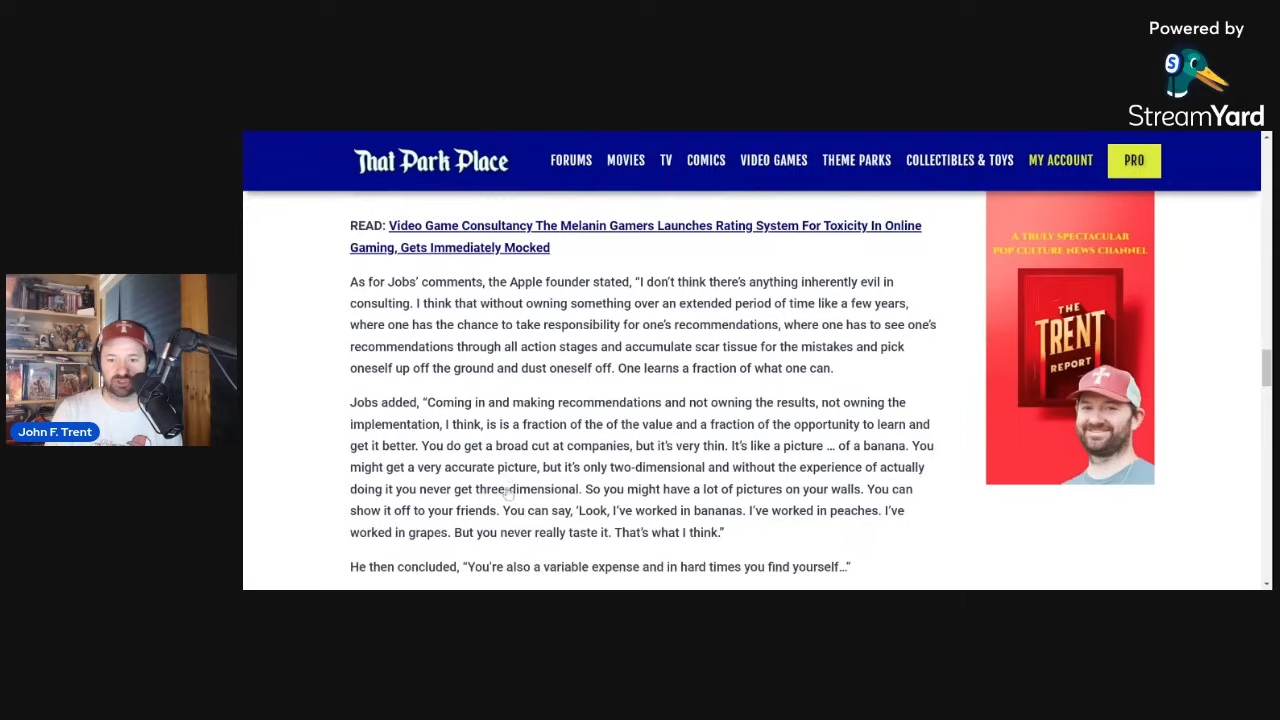 Powered by
S
StreamYard
That Park Place
FORUMS MOVIES TV COMICS VIDEO GAMES THEME PARKS COLLECTIBLES & TOYS MY ACCOUNT PRO
READ: Video Game Consultancy The Melanin Gamers Launches Rating System For Toxicity In Online
Gaming, Gets Immediately Mocked
As for Jobs’ comments, the Apple founder stated, “I don’t think there’s anything inherently evil in
consulting. I think that without owning something over an extended period of time like a few years,
where one has the chance to take responsibility for one’s recommendations, where one has to see one’s
recommendations through all action stages and accumulate scar tissue for the mistakes and pick
oneself up off the ground and dust oneself off. One learns a fraction of what one can.
Jobs added, “Coming in and making recommendations and not owning the results, not owning the
implementation, I think, is is a fraction of the of the value and a fraction of the opportunity to learn and
get it better. You do get a broad cut at companies, but it’s very thin. It’s like a picture … of a banana. You
might get a very accurate picture, but it’s only two-dimensional and without the experience of actually
doing it you never get three-dimensional. So you might have a lot of pictures on your walls. You can
show it off to your friends. You can say, ‘Look, I’ve worked in bananas. I’ve worked in peaches. I’ve
worked in grapes. But you never really taste it. That’s what I think.”
He then concluded, “You’re also a variable expense and in hard times you find yourself…”
A TRULY SPECTACULAR
POP CULTURE NEWS CHANNEL
THE
TRENT
REPORT
John F. Trent